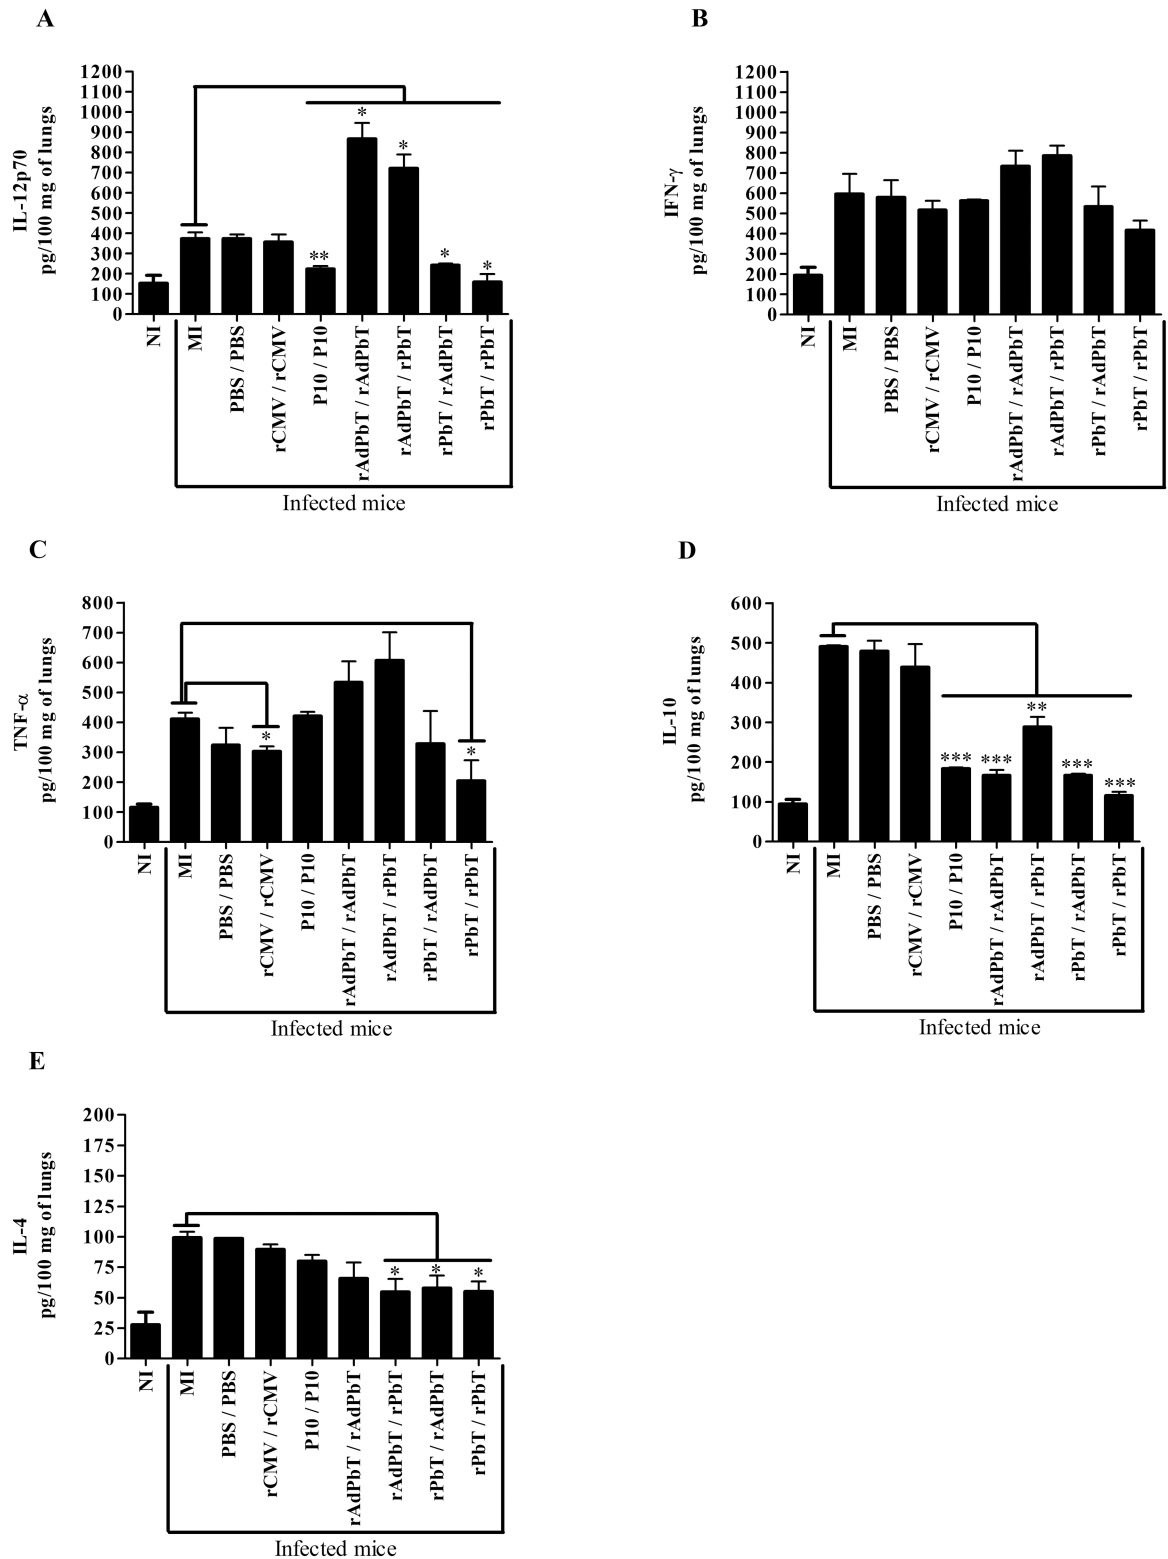 A
IL-12p70
pg/100 mg of lungs
1200
1100
1000
900
800
700
600
500
400
300
200
100
0
**
*
*
*
*
NI
MI
PBS / PBS
rCMV / rCMV
P10 / P10
rAdPbT / rAdPbT
rAdPbT / rPbT
rPbT / rAdPbT
rPbT / rPbT
Infected mice
B
IFN-γ
pg/100 mg of lungs
1200
1100
1000
900
800
700
600
500
400
300
200
100
0
NI
MI
PBS / PBS
rCMV / rCMV
P10 / P10
rAdPbT / rAdPbT
rAdPbT / rPbT
rPbT / rAdPbT
rPbT / rPbT
Infected mice
C
TNF-α
pg/100 mg of lungs
800
700
600
500
400
300
200
100
0
*
*
NI
MI
PBS / PBS
rCMV / rCMV
P10 / P10
rAdPbT / rAdPbT
rAdPbT / rPbT
rPbT / rAdPbT
rPbT / rPbT
Infected mice
D
IL-10
pg/100 mg of lungs
600
500
400
300
200
100
0
***
***
**
***
***
NI
MI
PBS / PBS
rCMV / rCMV
P10 / P10
rAdPbT / rAdPbT
rAdPbT / rPbT
rPbT / rAdPbT
rPbT / rPbT
Infected mice
E
IL-4
pg/100 mg of lungs
200
175
150
125
100
75
50
25
0
*
*
*
NI
MI
PBS / PBS
rCMV / rCMV
P10 / P10
rAdPbT / rAdPbT
rAdPbT / rPbT
rPbT / rAdPbT
rPbT / rPbT
Infected mice